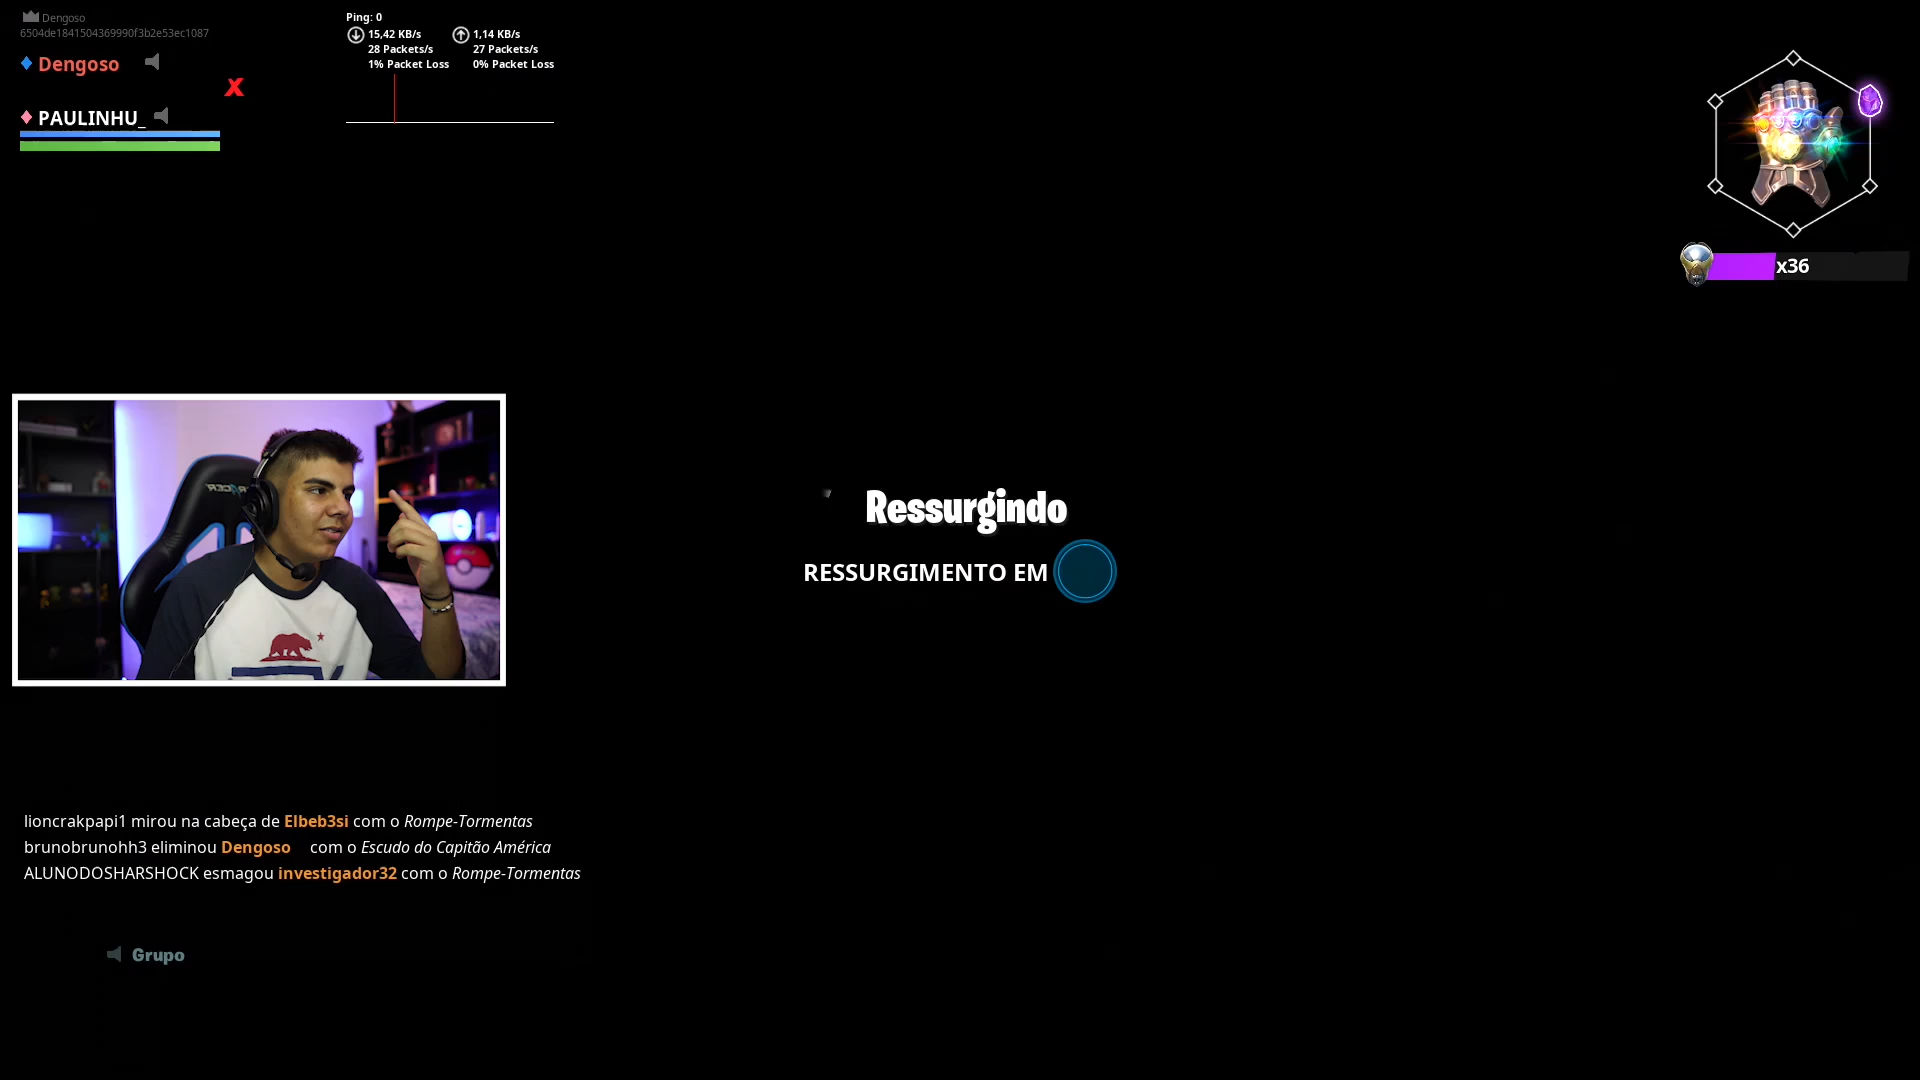 Dengoso
6504de1841504369990f3b2e53ec1087
Dengoso
X
PAULINHU_
Ping: 0
15,42 KB/s
1,14 KB/s
28 Packets/s
27 Packets/s
1% Packet Loss
0% Packet Loss
x36
Ressurgindo
RESSURGIMENTO EM
lioncrakpapi1 mirou na cabeça de Elbeb3si com o Rompe-Tormentas
brunobrunohh3 eliminou Dengoso com o Escudo do Capitão América
ALUNODOSHARSHOCK esmagou investigador32 com o Rompe-Tormentas
Grupo